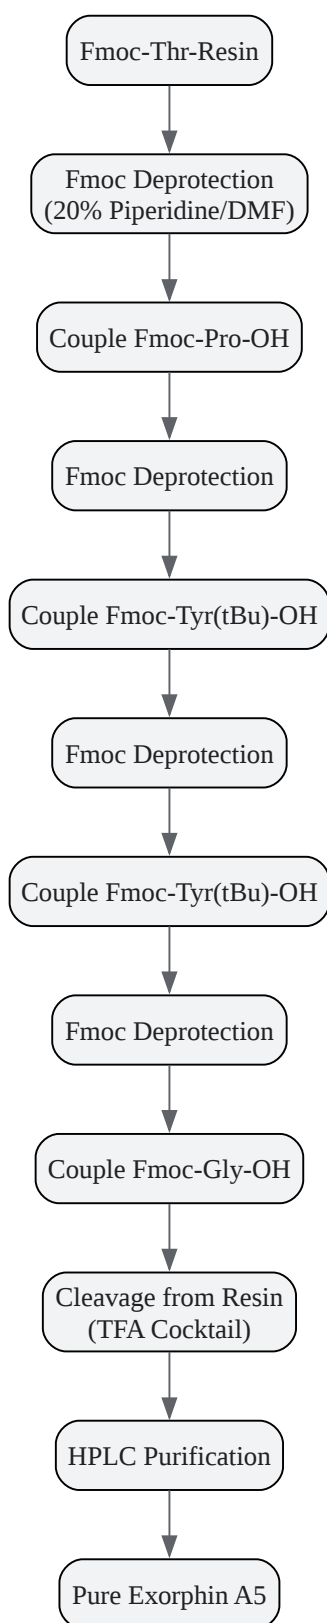 Fmoc-Thr-Resin
Fmoc Deprotection
(20% Piperidine/DMF)
Couple Fmoc-Pro-OH
Fmoc Deprotection
Couple Fmoc-Tyr(tBu)-OH
Fmoc Deprotection
Couple Fmoc-Tyr(tBu)-OH
Fmoc Deprotection
Couple Fmoc-Gly-OH
Cleavage from Resin
(TFA Cocktail)
HPLC Purification
Pure Exorphin A5